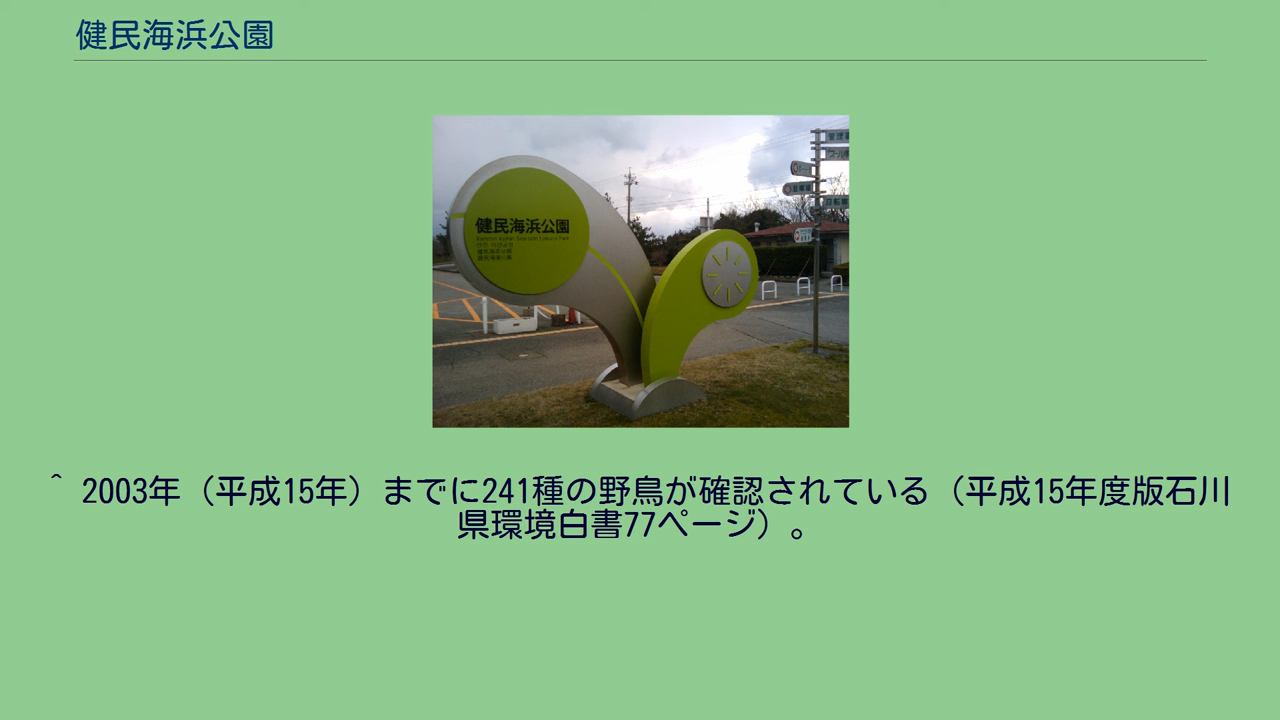 健民海浜公園
健民海浜公園
^ 2003年（平成15年）までに241種の野鳥が確認されている（平成15年度版石川
県環境白書77ページ）。